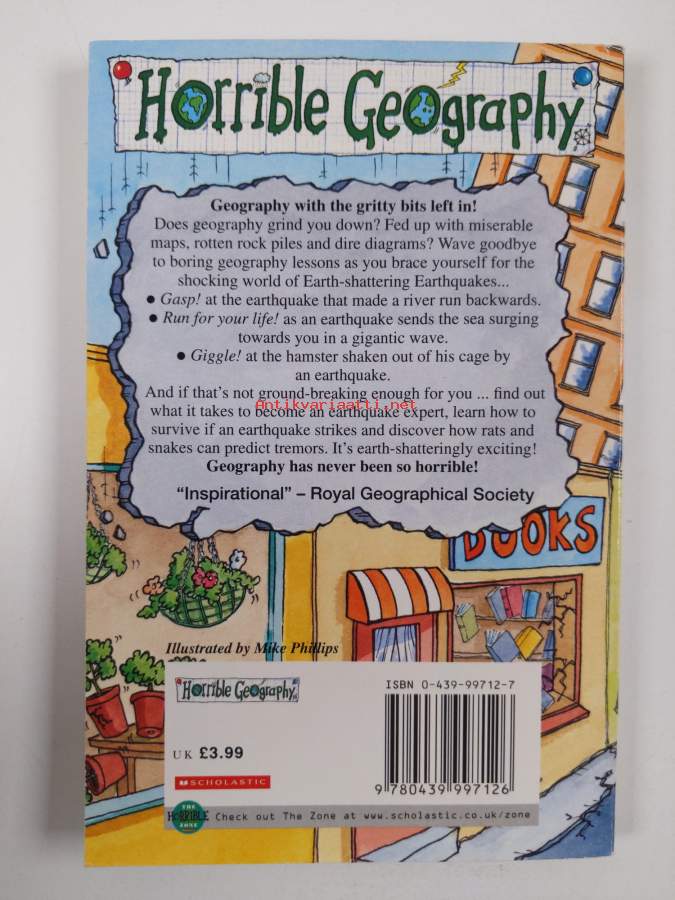 Horrible Geography
Geography with the gritty bits left in!
Does geography grind you down? Fed up with miserable
maps, rotten rock piles and dire diagrams? Wave goodbye
to boring geography lessons as you brace yourself for the
shocking world of Earth-shattering Earthquakes...
● Gasp! at the earthquake that made a river run backwards.
● Run for your life! as an earthquake sends the sea surging
towards you in a gigantic wave.
● Giggle! at the hamster shaken out of his cage by
an earthquake.
And if that's not ground-breaking enough for you ... find out
what it takes to become an earthquake expert, learn how to
Antikvariaatti.net
survive if an earthquake strikes and discover how rats and
snakes can predict tremors. It's earth-shatteringly exciting!
Geography has never been so horrible!
“Inspirational” – Royal Geographical Society
BOOKS
Illustrated by Mike Phillips
Horrible Geography
ISBN 0-439-99712-7
UK £3.99
SCHOLASTIC
9 780439 997126
THE HORRIBLE ZONE
Check out The Zone at www.scholastic.co.uk/zone